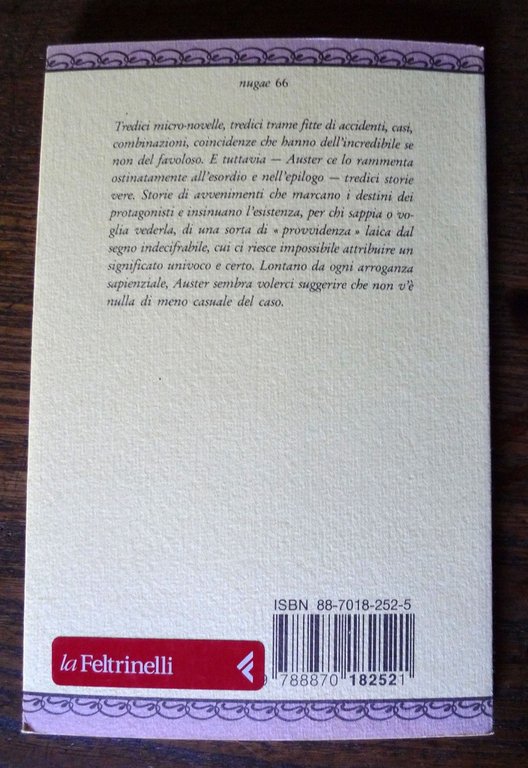 nugae 66
Tredici micro-novelle, tredici trame fitte di accidenti, casi,
combinazioni, coincidenze che hanno dell'incredibile se
non del favoloso. E tuttavia — Auster ce lo rammenta
ostinatamente all'esordio e nell'epilogo — tredici storie
vere. Storie di avvenimenti che marcano i destini dei
protagonisti e insinuano l'esistenza, per chi sappia o vo-
glia vederla, di una sorta di « provvidenza » laica dal
segno indecifrabile, cui ci riesce impossibile attribuire un
significato univoco e certo. Lontano da ogni arroganza
sapienziale, Auster sembra volerci suggerire che non v'è
nulla di meno casuale del caso.
ISBN 88-7018-252-5
la Feltrinelli
788870 182521